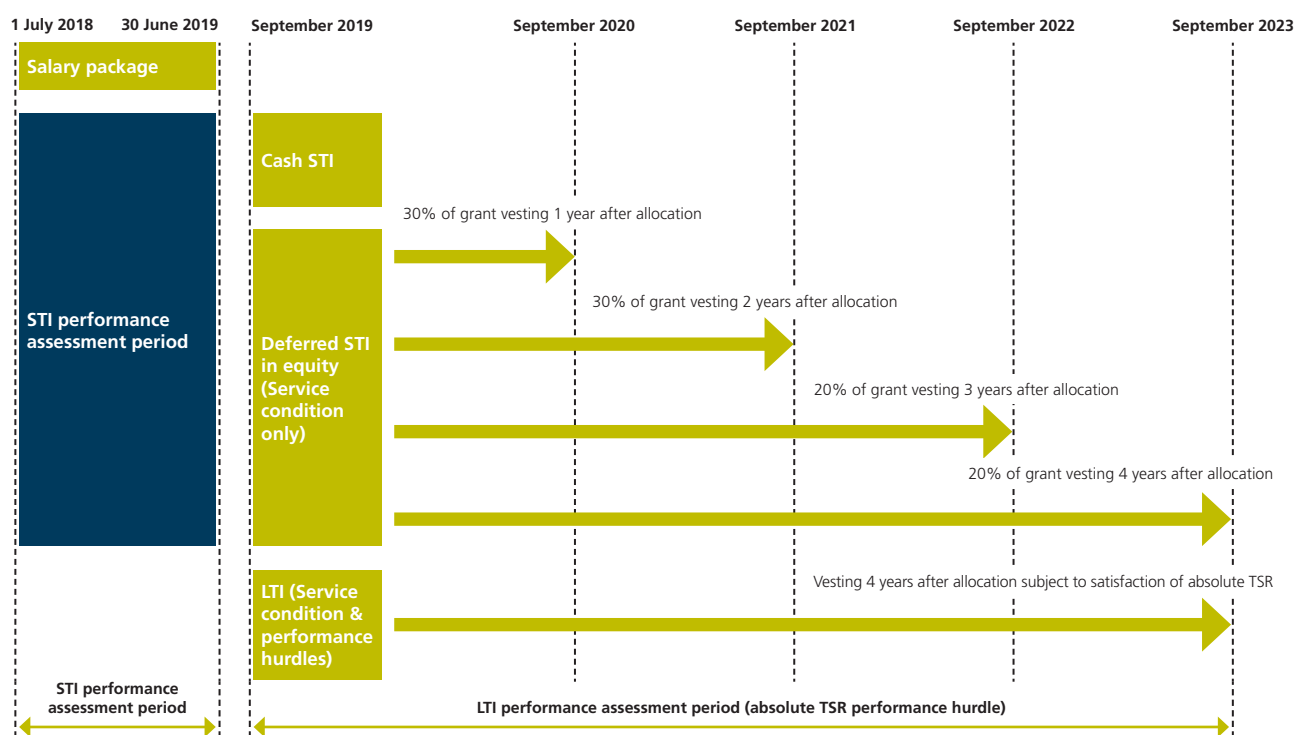 1 July 2018
30 June 2019
September 2019
September 2020
September 2021
September 2022
September 2023
Salary package
Cash STI
30% of grant vesting 1 year after allocation
30% of grant vesting 2 years after allocation
STI performance
assessment period
Deferred STI
in equity
(Service
condition
only)
20% of grant vesting 3 years after allocation
20% of grant vesting 4 years after allocation
LTI (Service
condition &
performance
hurdles)
Vesting 4 years after allocation subject to satisfaction of absolute TSR
STI performance
assessment period
LTI performance assessment period (absolute TSR performance hurdle)